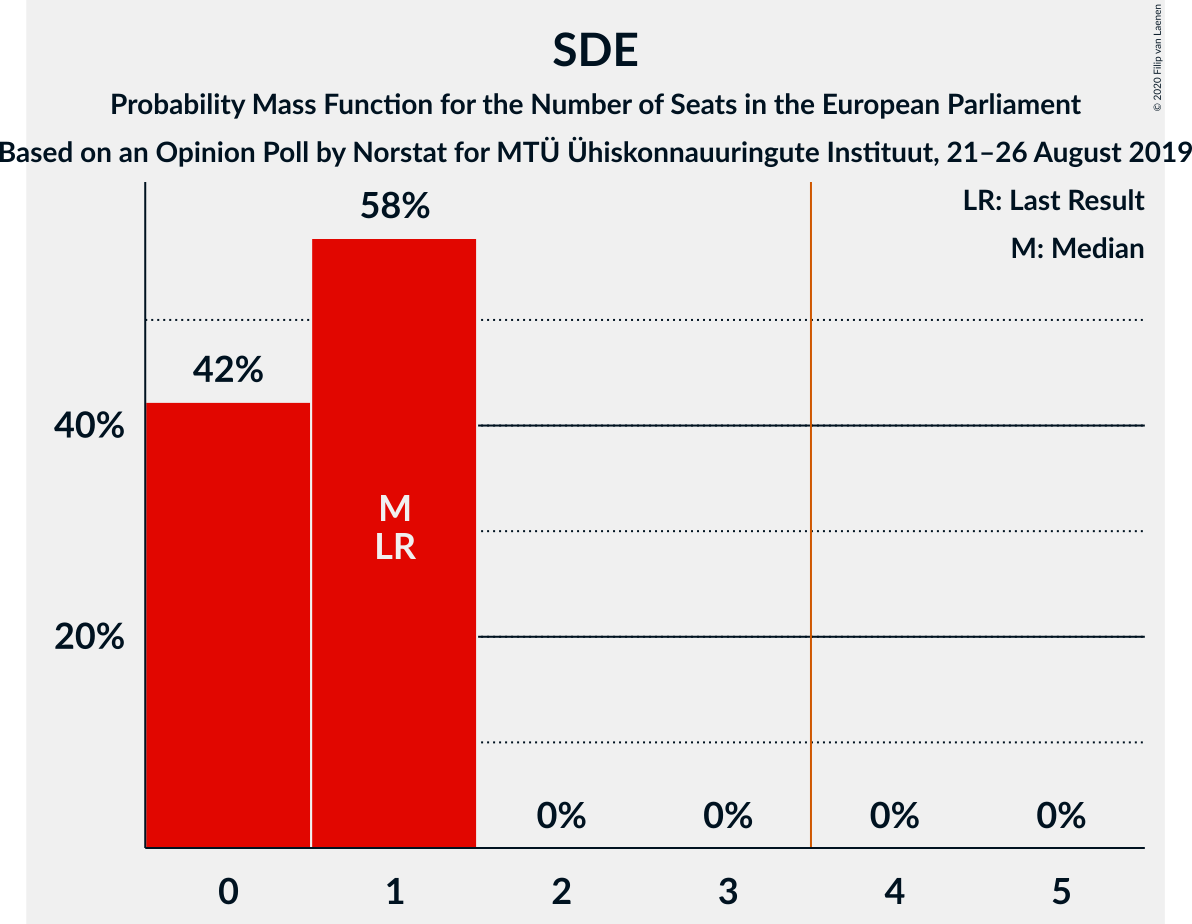 SDE
Probability Mass Function for the Number of Seats in the European Parliament
Based on an Opinion Poll by Norstat for MTÜ Ühiskonnauuringute Instituut, 21–26 August 2019
© 2020 Filip van Laenen
LR: Last Result
M: Median
58%
42%
40%
M
LR
20%
0% 0% 0% 0%
0 1 2 3 4 5